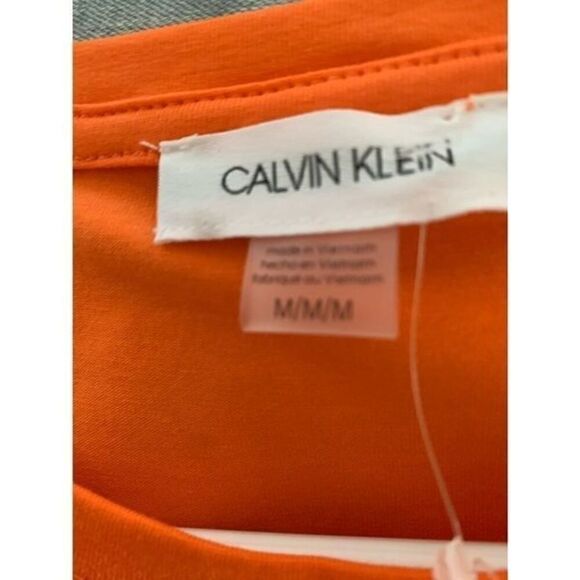 CALVIN KLEIN
made in Vietnam
hecho en Vietnam
fabriqué au Vietnam
M/M/M